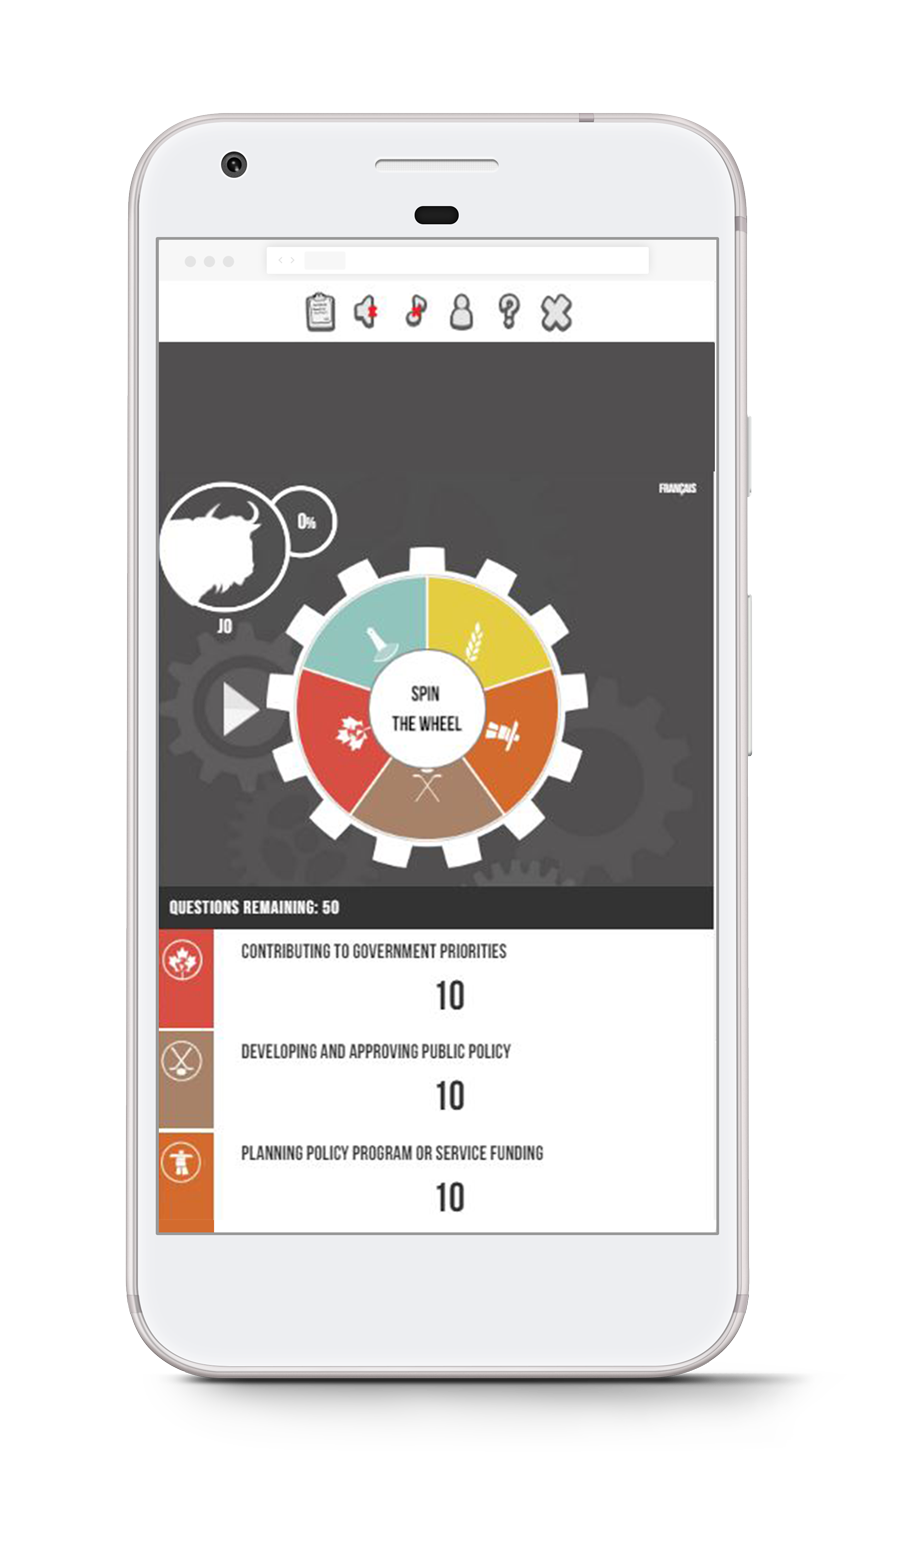 FRANÇAIS
0%
JO
SPIN
THE WHEEL
QUESTIONS REMAINING: 50
CONTRIBUTING TO GOVERNMENT PRIORITIES
10
DEVELOPING AND APPROVING PUBLIC POLICY
10
PLANNING POLICY PROGRAM OR SERVICE FUNDING
10